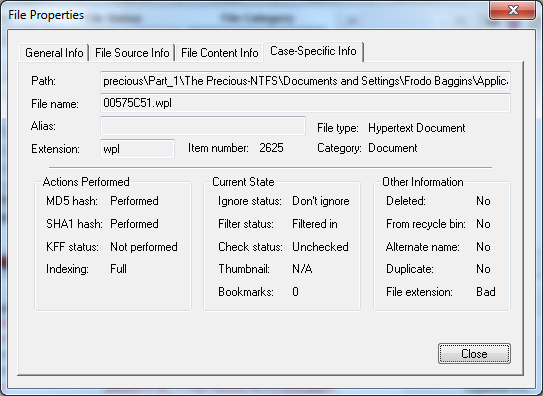 File Properties
General Info File Source Info File Content Info Case-Specific Info
Path: precious\Part_1\The Precious-NTFS\Documents and Settings\Frodo Baggins\Applica
File name: 00575C51.wpl
Alias: File type: Hypertext Document
Extension: wpl Item number: 2625 Category: Document
Actions Performed Current State Other Information
MD5 hash: Performed Ignore status: Don't ignore Deleted: No
SHA1 hash: Performed Filter status: Filtered in From recycle bin: No
KFF status: Not performed Check status: Unchecked Alternate name: No
Indexing: Full Thumbnail: N/A Duplicate: No
Bookmarks: 0 File extension: Bad
Close